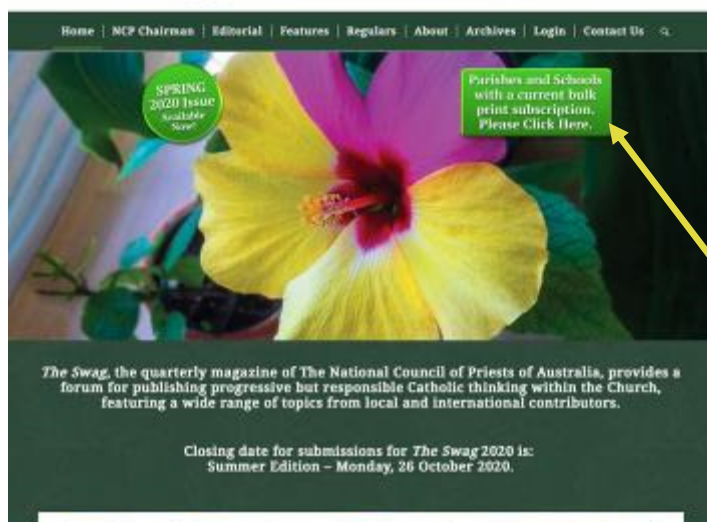 Home | NCP Chairman | Editorial | Features | Regulars | About | Archives | Login | Contact Us
SPRING
2020 Issue
Available
Now!
Parishes and Schools
with a current bulk
print subscription.
Please Click Here.
The Swag, the quarterly magazine of The National Council of Priests of Australia, provides a
forum for publishing progressive but responsible Catholic thinking within the Church,
featuring a wide range of topics from local and international contributors.
Closing date for submissions for The Swag 2020 is:
Summer Edition – Monday, 26 October 2020.